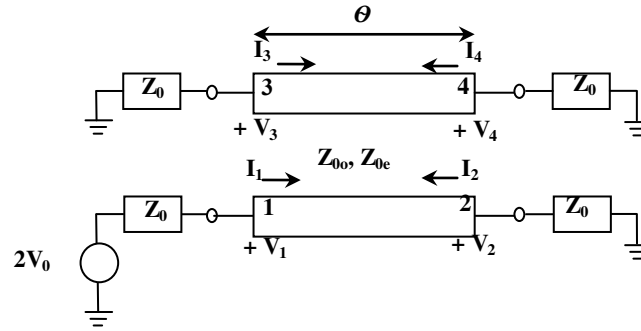 Θ
I₃ I₄
Z₀ 3 4 Z₀
+ V₃ + V₄
Z₀ₒ, Z₀ₑ
I₁ I₂
Z₀ 1 2 Z₀
+ V₁ + V₂
2V₀